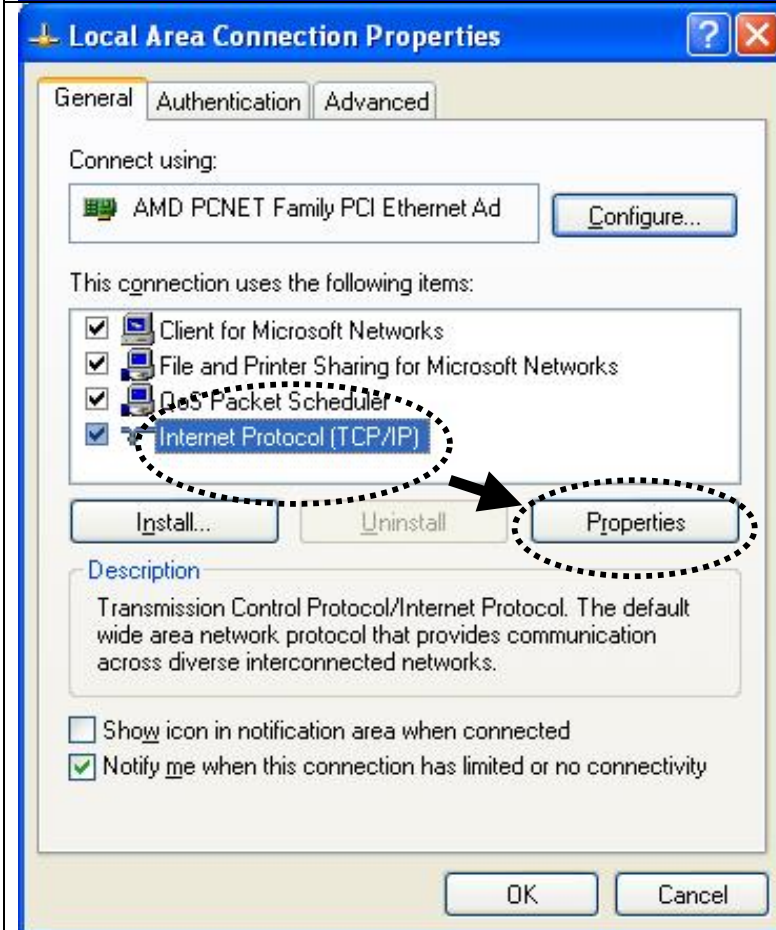 Local Area Connection Properties
General Authentication Advanced
Connect using:
AMD PCNET Family PCI Ethernet Ad Configure...
This connection uses the following items:
Client for Microsoft Networks
File and Printer Sharing for Microsoft Networks
QoS Packet Scheduler
Internet Protocol (TCP/IP)
Install... Uninstall Properties
Description
Transmission Control Protocol/Internet Protocol. The default
wide area network protocol that provides communication
across diverse interconnected networks.
Show icon in notification area when connected
Notify me when this connection has limited or no connectivity
OK Cancel